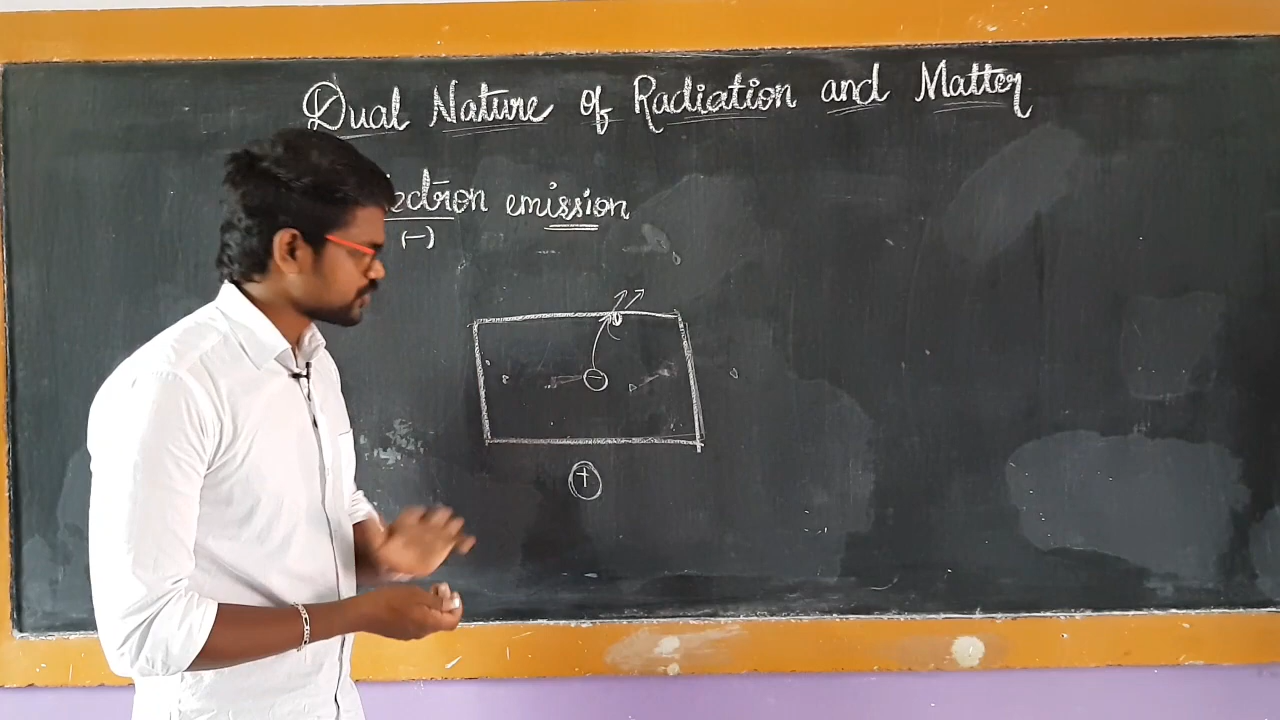 Dual Nature of Radiation and Matter
emission
(-)
-
+